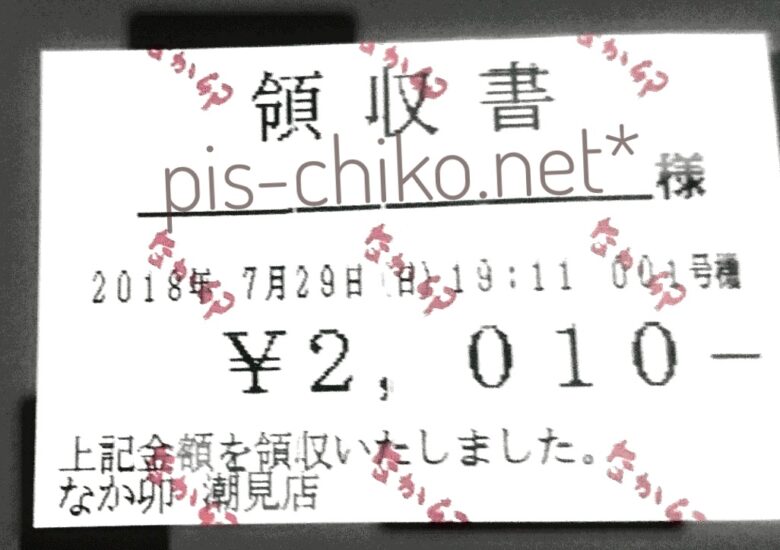 領収書
pis-chiko.net*
様
2018年 7月29日(日)19:11 001号機
¥2,010-
上記金額を領収いたしました。
なか卯 潮見店